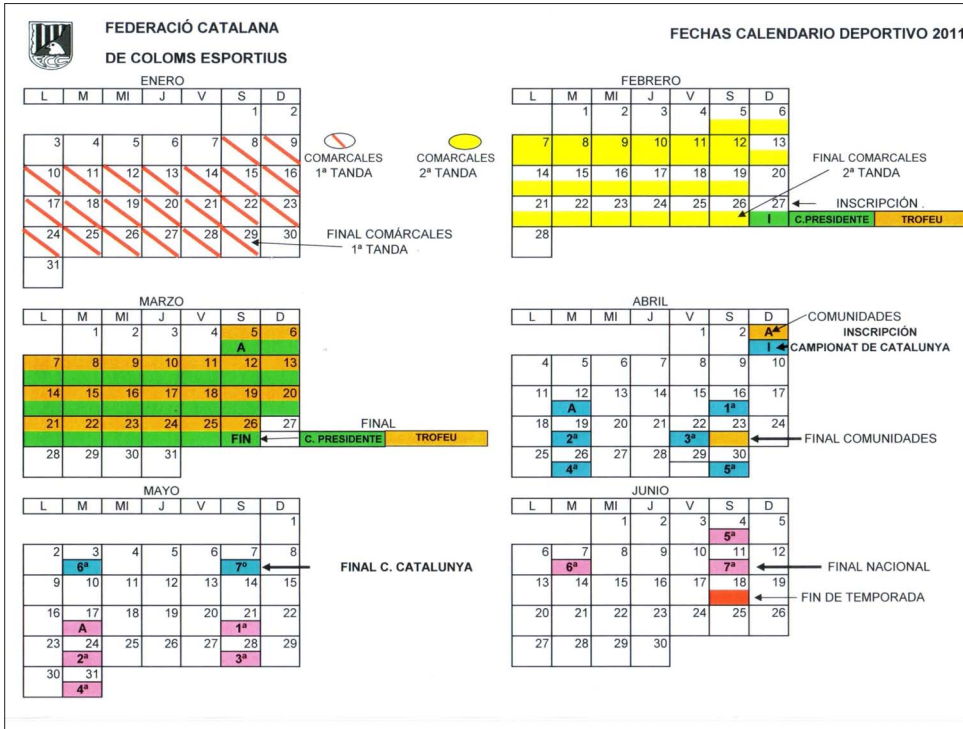 FEDERACIÓ CATALANA
DE COLOMS ESPORTIUS
FECHAS CALENDARIO DEPORTIVO 2011
ENERO
L M MI J V S D
1 2
3 4 5 6 7 8 9
10 11 12 13 14 15 16
17 18 19 20 21 22 23
24 25 26 27 28 29 30
31
COMARCALES
1ª TANDA
COMARCALES
2ª TANDA
FINAL COMÁRCALES
1ª TANDA
FEBRERO
L M MI J V S D
1 2 3 4 5 6
7 8 9 10 11 12 13
14 15 16 17 18 19 20
21 22 23 24 25 26 27
I
28
FINAL COMARCALES
2ª TANDA
INSCRIPCIÓN .
C.PRESIDENTE TROFEU
MARZO
L M MI J V S D
1 2 3 4 5 6
A
7 8 9 10 11 12 13
14 15 16 17 18 19 20
21 22 23 24 25 26 27
FIN
28 29 30 31
FINAL
C. PRESIDENTE TROFEU
ABRIL
L M MI J V S D
1 2 A
I
4 5 6 7 8 9 10
11 12 13 14 15 16 17
A 1ª
18 19 20 21 22 23 24
2ª 3ª
25 26 27 28 29 30
4ª 5ª
COMUNIDADES
INSCRIPCIÓN
CAMPIONAT DE CATALUNYA
FINAL COMUNIDADES
MAYO
L M MI J V S D
1
2 3 4 5 6 7 8
6ª 7º
9 10 11 12 13 14 15
16 17 18 19 20 21 22
A 1ª
23 24 25 26 27 28 29
2ª 3ª
30 31
4ª
FINAL C. CATALUNYA
JUNIO
L M MI J V S D
1 2 3 4 5
5ª
6 7 8 9 10 11 12
6ª 7ª
13 14 15 16 17 18 19
20 21 22 23 24 25 26
27 28 29 30
FINAL NACIONAL
FIN DE TEMPORADA